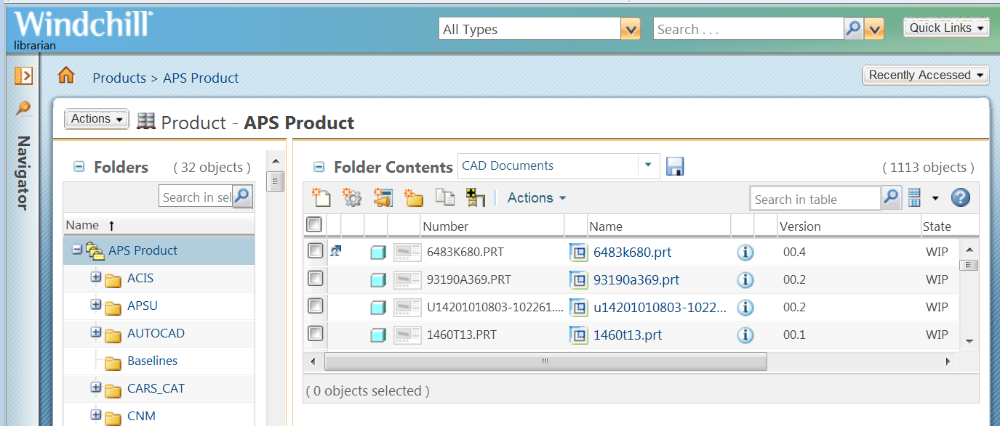 Windchill®
librarian
All Types
Search . . .
Quick Links
Products > APS Product
Recently Accessed
Navigator
Actions
Product - APS Product
Folders ( 32 objects )
Search in sel
Name ↑
APS Product
ACIS
APSU
AUTOCAD
Baselines
CARS_CAT
CNM
Folder Contents CAD Documents ( 1113 objects )
Actions
Search in table
Number Name Version State
6483K680.PRT 6483k680.prt 00.4 WIP
93190A369.PRT 93190a369.prt 00.2 WIP
U14201010803-102261.... u14201010803-1022... 00.2 WIP
1460T13.PRT 1460t13.prt 00.1 WIP
( 0 objects selected )